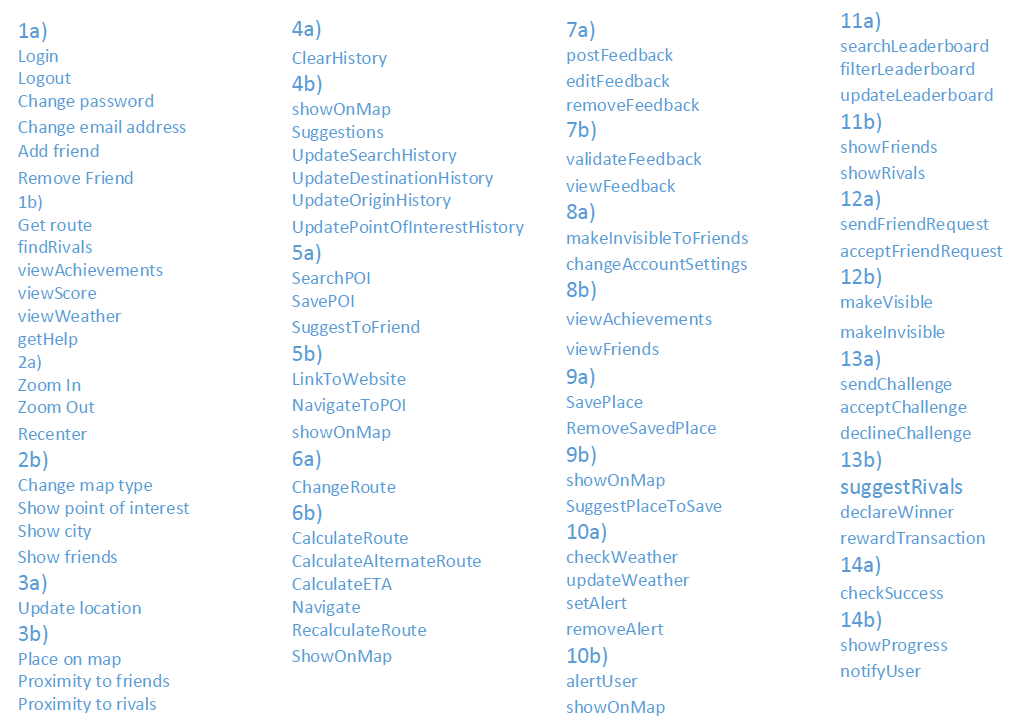 1a)
Login
Logout
Change password
Change email address
Add friend
Remove Friend
1b)
Get route
findRivals
viewAchievements
viewScore
viewWeather
getHelp
2a)
Zoom In
Zoom Out
Recenter
2b)
Change map type
Show point of interest
Show city
Show friends
3a)
Update location
3b)
Place on map
Proximity to friends
Proximity to rivals
4a)
ClearHistory
4b)
showOnMap
Suggestions
UpdateSearchHistory
UpdateDestinationHistory
UpdateOriginHistory
UpdatePointOfInterestHistory
5a)
SearchPOI
SavePOI
SuggestToFriend
5b)
LinkToWebsite
NavigateToPOI
showOnMap
6a)
ChangeRoute
6b)
CalculateRoute
CalculateAlternateRoute
CalculateETA
Navigate
RecalculateRoute
ShowOnMap
7a)
postFeedback
editFeedback
removeFeedback
7b)
validateFeedback
viewFeedback
8a)
makeInvisibleToFriends
changeAccountSettings
8b)
viewAchievements
viewFriends
9a)
SavePlace
RemoveSavedPlace
9b)
showOnMap
SuggestPlaceToSave
10a)
checkWeather
updateWeather
setAlert
removeAlert
10b)
alertUser
showOnMap
11a)
searchLeaderboard
filterLeaderboard
updateLeaderboard
11b)
showFriends
showRivals
12a)
sendFriendRequest
acceptFriendRequest
12b)
makeVisible
makeInvisible
13a)
sendChallenge
acceptChallenge
declineChallenge
13b)
suggestRivals
declareWinner
rewardTransaction
14a)
checkSuccess
14b)
showProgress
notifyUser